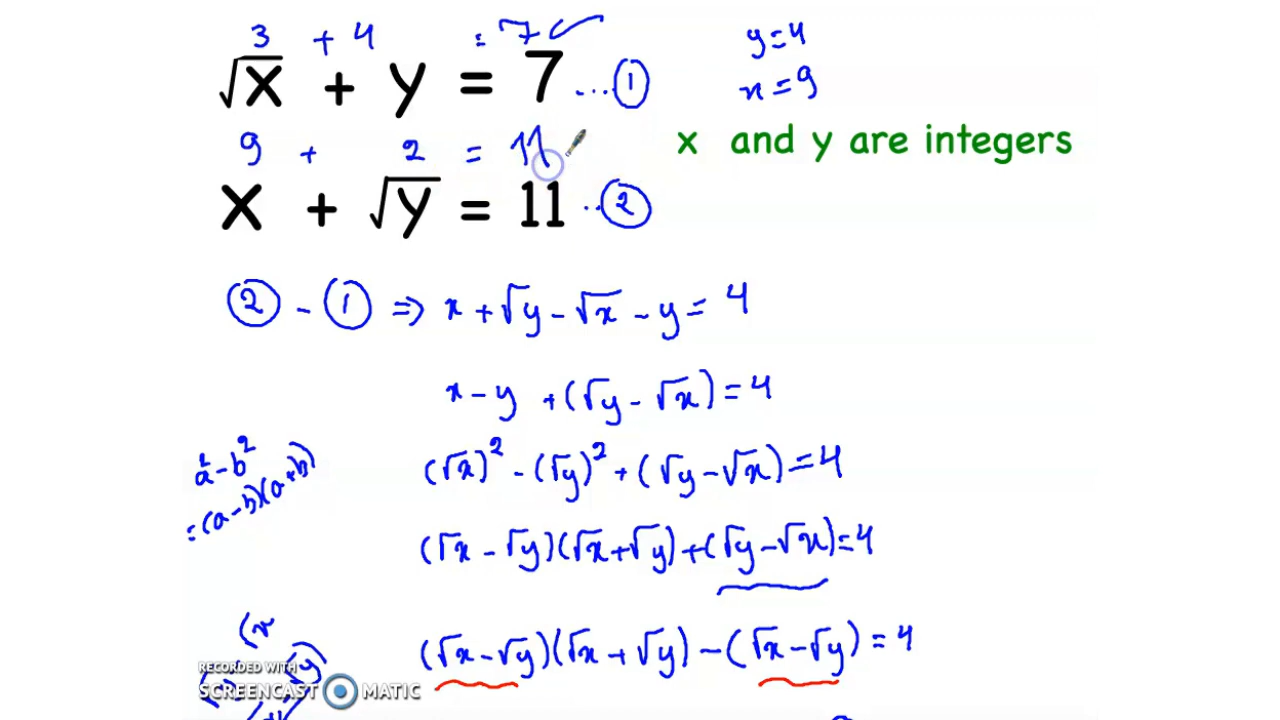 3 + 4 = 7 ✓
√x + y = 7 ...①
y=4
x=9
9 + 2 = 11
x and y are integers
x + √y = 11 ..②
② - ① ⇒ x + √y - √x - y = 4
x - y + (√y - √x) = 4
a² - b²
= (a-b)(a+b)
(√x)² - (√y)² + (√y - √x) = 4
(√x - √y)(√x + √y) + (√y - √x) = 4
(√x - √y)(√x + √y) - (√x - √y) = 4
RECORDED WITH
SCREENCAST MATIC